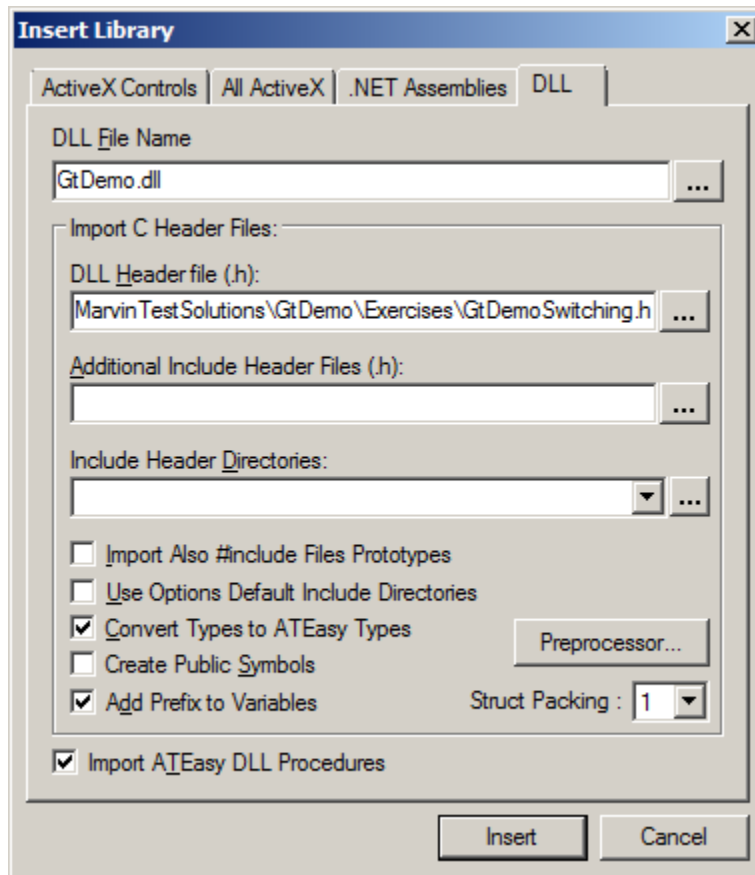 Insert Library
ActiveX Controls All ActiveX .NET Assemblies DLL
DLL File Name
GtDemo.dll
...
Import C Header Files:
DLL Header file (.h):
MarvinTestSolutions\GtDemo\Exercises\GtDemoSwitching.h
...
Additional Include Header Files (.h):
...
Include Header Directories:
...
Import Also #include Files Prototypes
Use Options Default Include Directories
Convert Types to ATEasy Types
Preprocessor...
Create Public Symbols
Add Prefix to Variables
Struct Packing : 1
Import ATEasy DLL Procedures
Insert Cancel